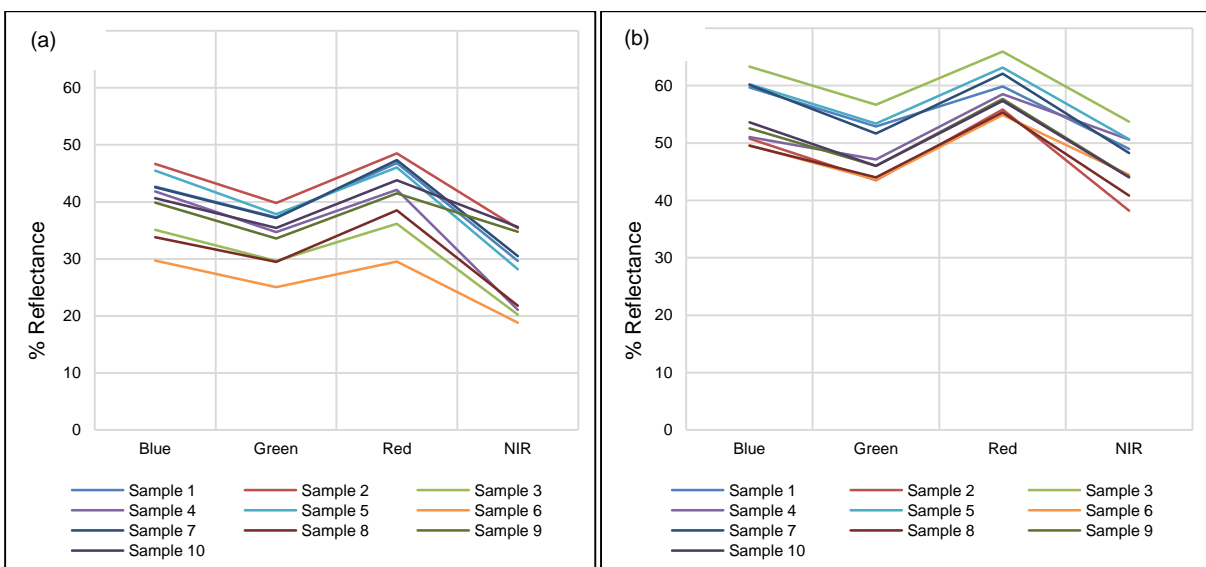 (a)
% Reflectance
60
50
40
30
20
10
0
Blue Green Red NIR
Sample 1 Sample 2 Sample 3
Sample 4 Sample 5 Sample 6
Sample 7 Sample 8 Sample 9
Sample 10
(b)
% Reflectance
60
50
40
30
20
10
0
Blue Green Red NIR
Sample 1 Sample 2 Sample 3
Sample 4 Sample 5 Sample 6
Sample 7 Sample 8 Sample 9
Sample 10